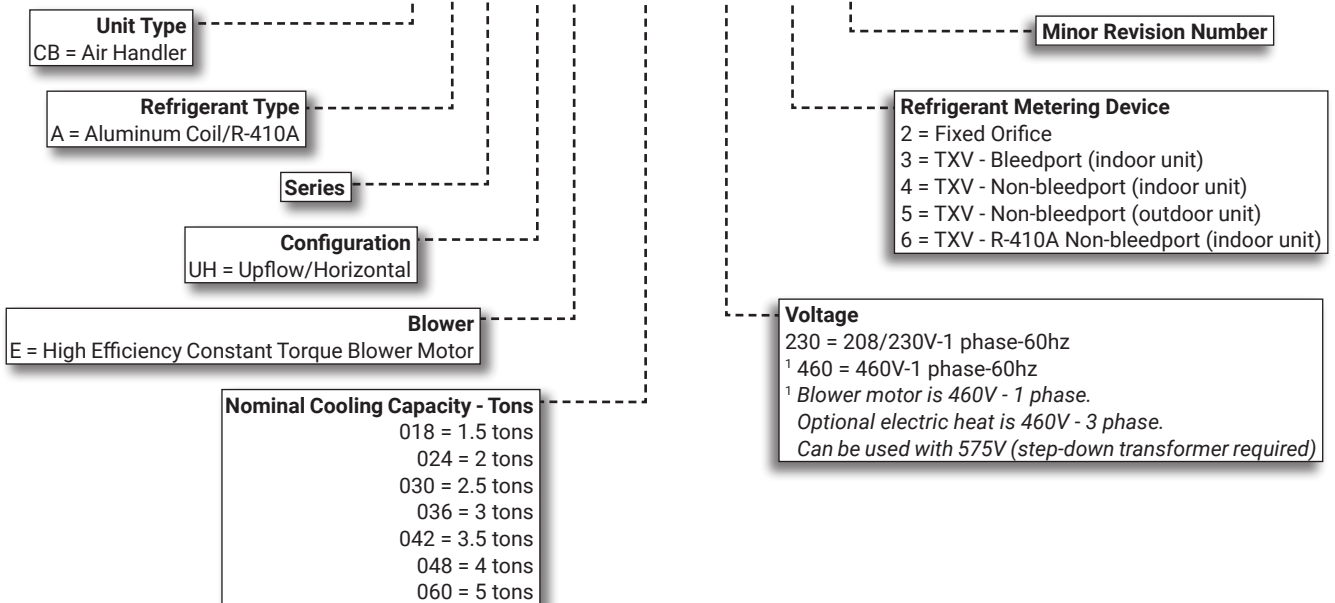 Unit Type
CB = Air Handler
Refrigerant Type
A = Aluminum Coil/R-410A
Series
Configuration
UH = Upflow/Horizontal
Blower
E = High Efficiency Constant Torque Blower Motor
Nominal Cooling Capacity - Tons
018 = 1.5 tons
024 = 2 tons
030 = 2.5 tons
036 = 3 tons
042 = 3.5 tons
048 = 4 tons
060 = 5 tons
Minor Revision Number
Refrigerant Metering Device
2 = Fixed Orifice
3 = TXV - Bleedport (indoor unit)
4 = TXV - Non-bleedport (indoor unit)
5 = TXV - Non-bleedport (outdoor unit)
6 = TXV - R-410A Non-bleedport (indoor unit)
Voltage
230 = 208/230V-1 phase-60hz
¹ 460 = 460V-1 phase-60hz
¹ Blower motor is 460V - 1 phase.
Optional electric heat is 460V - 3 phase.
Can be used with 575V (step-down transformer required)